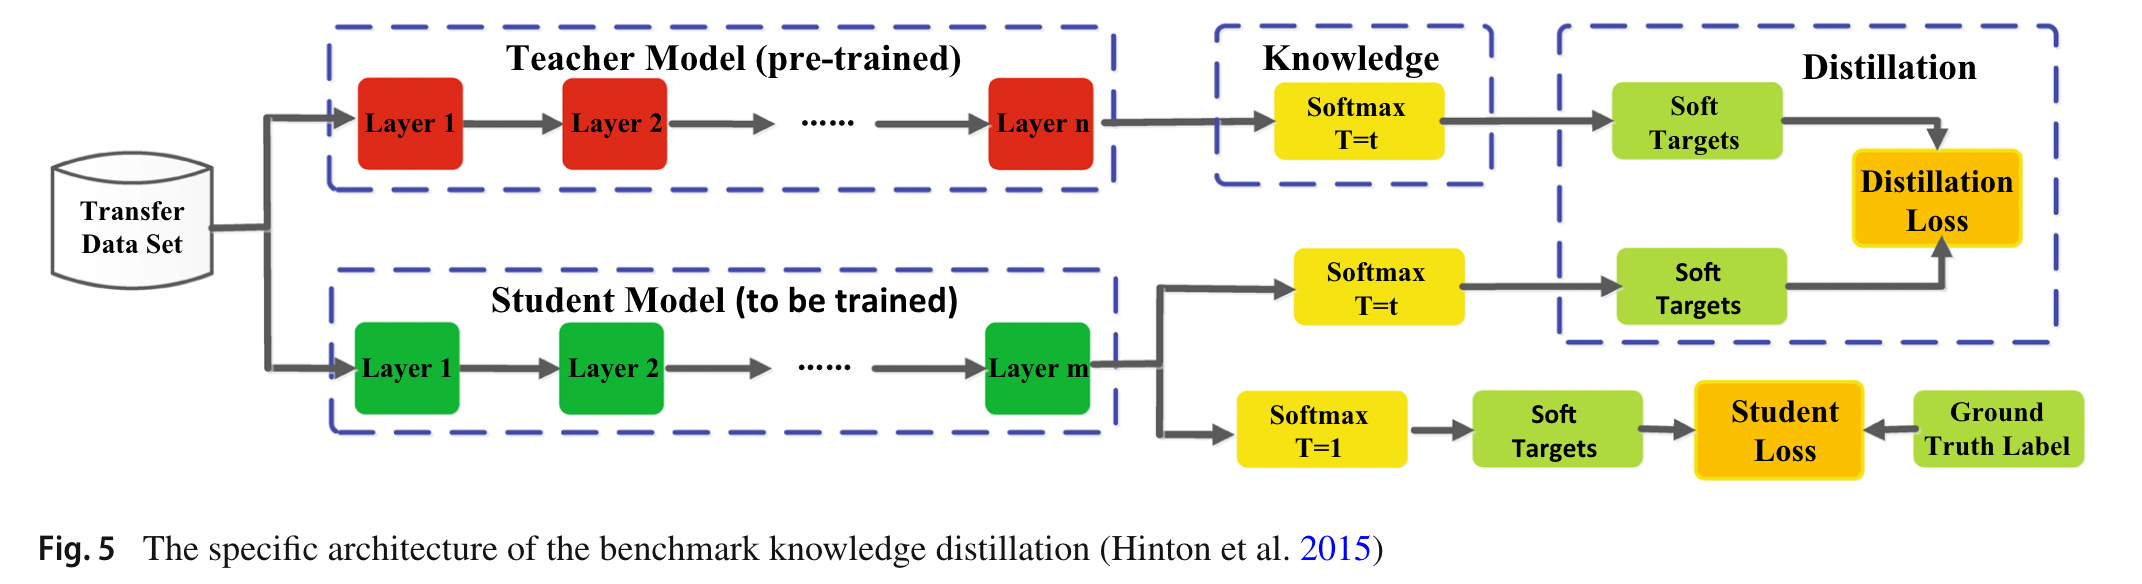 Teacher Model (pre-trained)
Layer 1
Layer 2
......
Layer n
Knowledge
Softmax
T=t
Distillation
Soft
Targets
Distillation
Loss
Transfer
Data Set
Student Model (to be trained)
Layer 1
Layer 2
......
Layer m
Softmax
T=t
Soft
Targets
Softmax
T=1
Soft
Targets
Student
Loss
Ground
Truth Label
Fig. 5 The specific architecture of the benchmark knowledge distillation (Hinton et al. 2015)